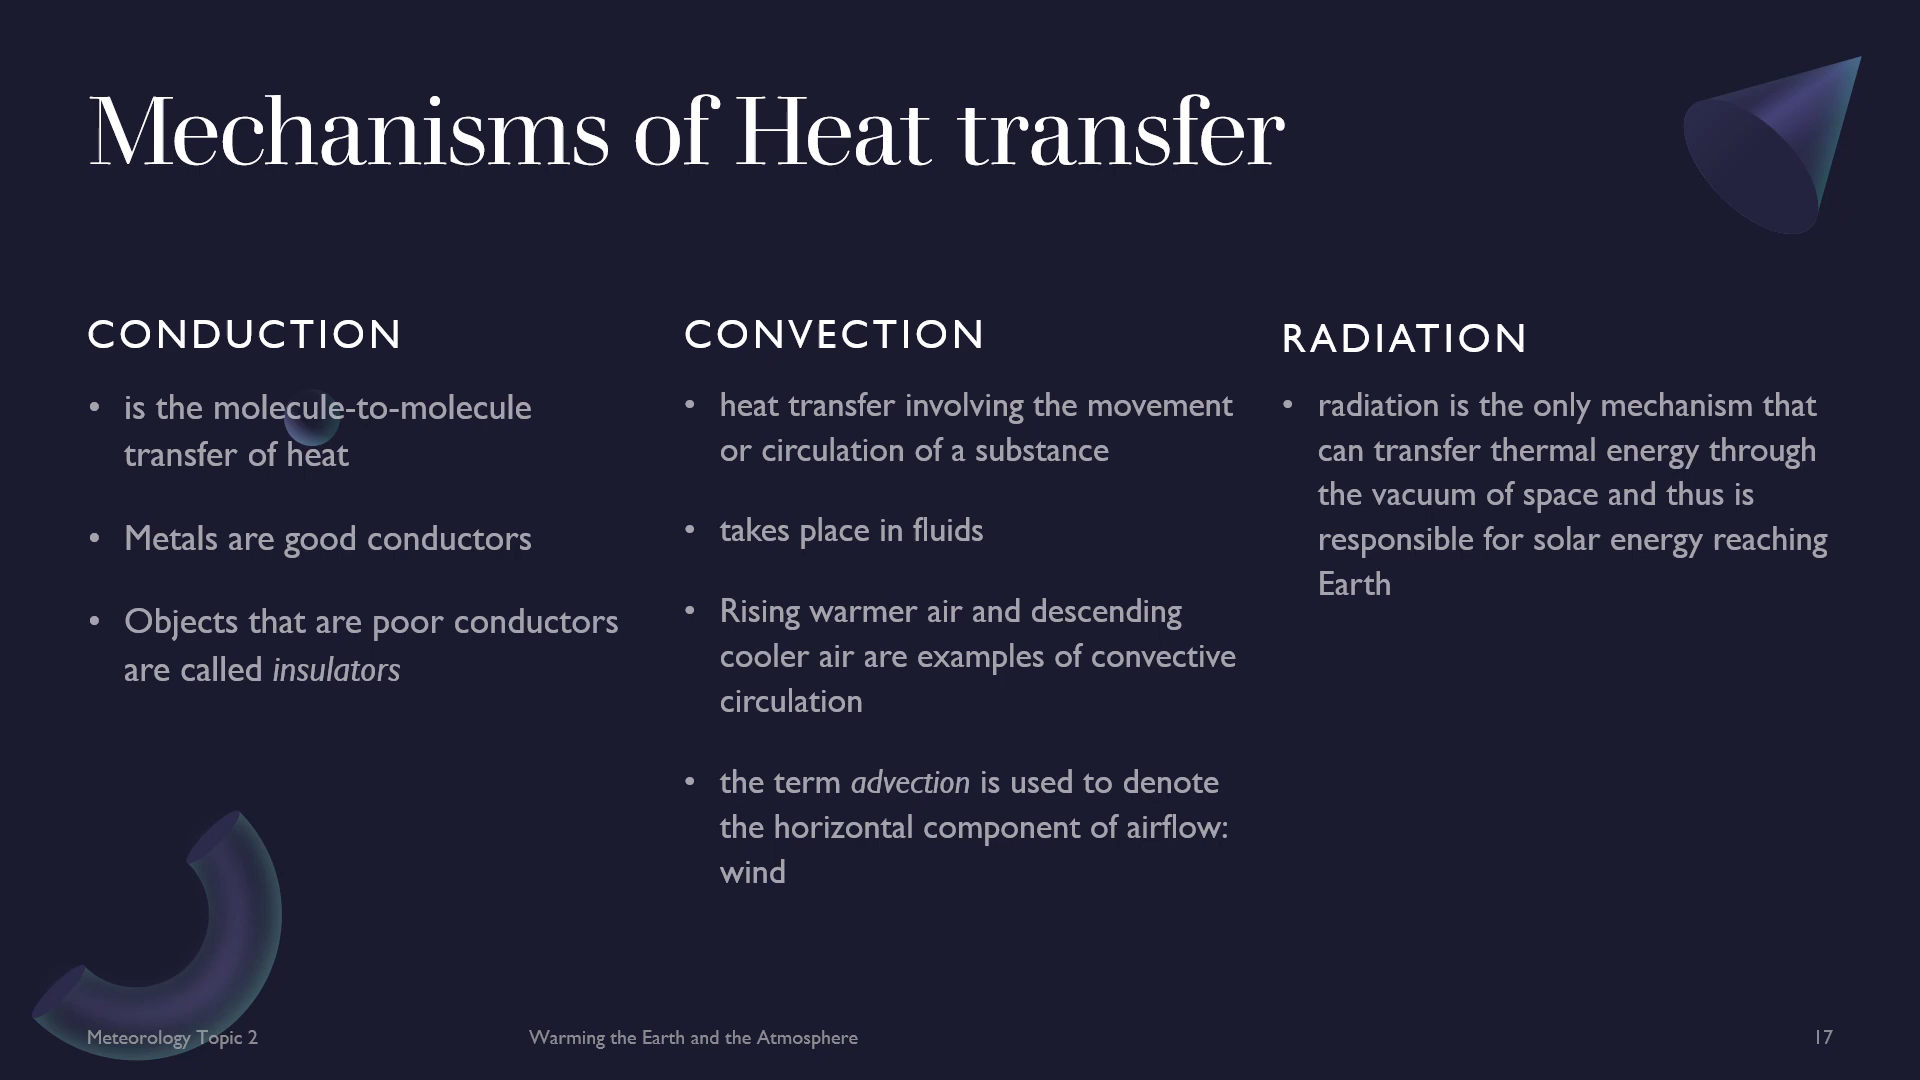 Mechanisms of Heat transfer
CONDUCTION
• is the molecule-to-molecule
transfer of heat
• Metals are good conductors
• Objects that are poor conductors
are called insulators
CONVECTION
• heat transfer involving the movement
or circulation of a substance
• takes place in fluids
• Rising warmer air and descending
cooler air are examples of convective
circulation
• the term advection is used to denote
the horizontal component of airflow:
wind
RADIATION
• radiation is the only mechanism that
can transfer thermal energy through
the vacuum of space and thus is
responsible for solar energy reaching
Earth
Meteorology Topic 2
Warming the Earth and the Atmosphere
17